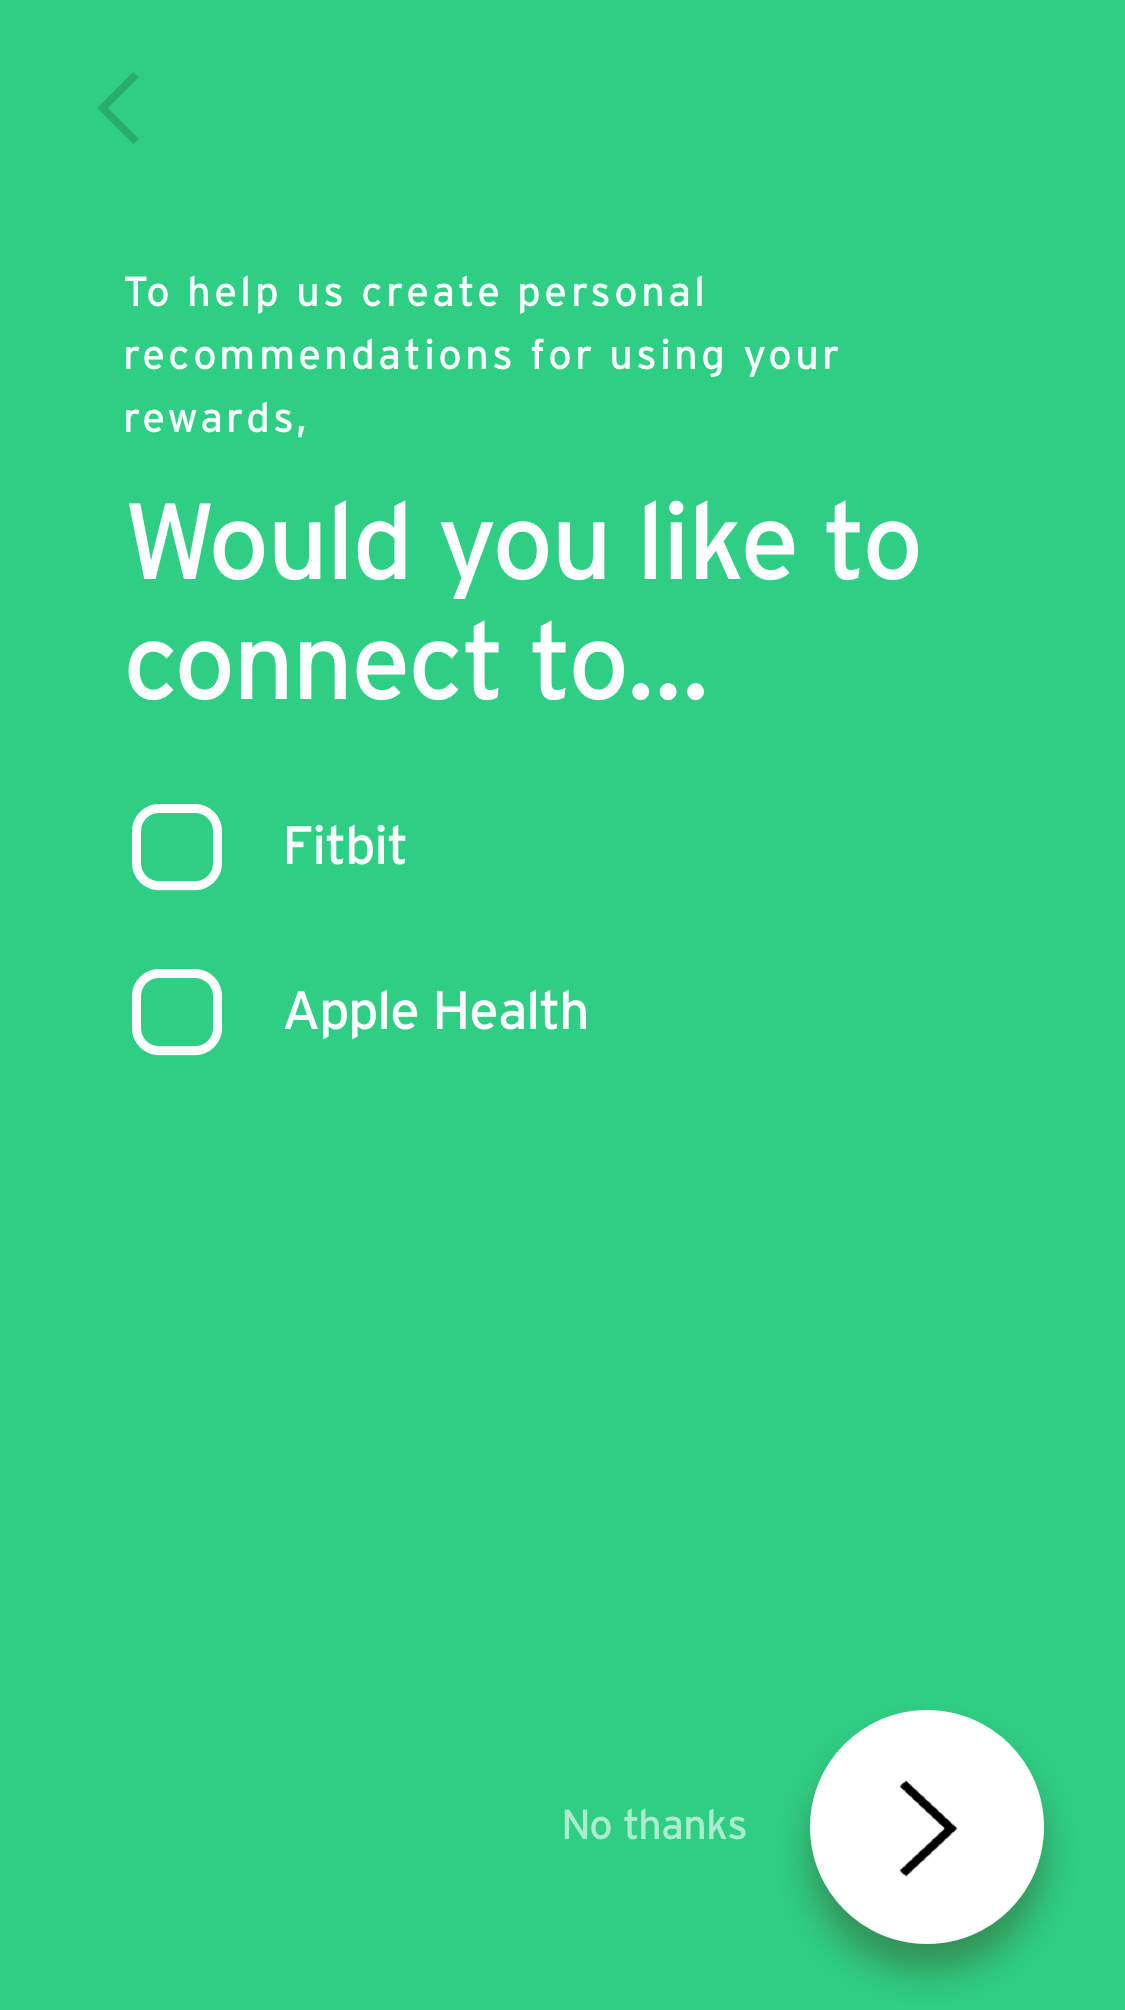 To help us create personal
recommendations for using your
rewards,
Would you like to
connect to...
Fitbit
Apple Health
No thanks